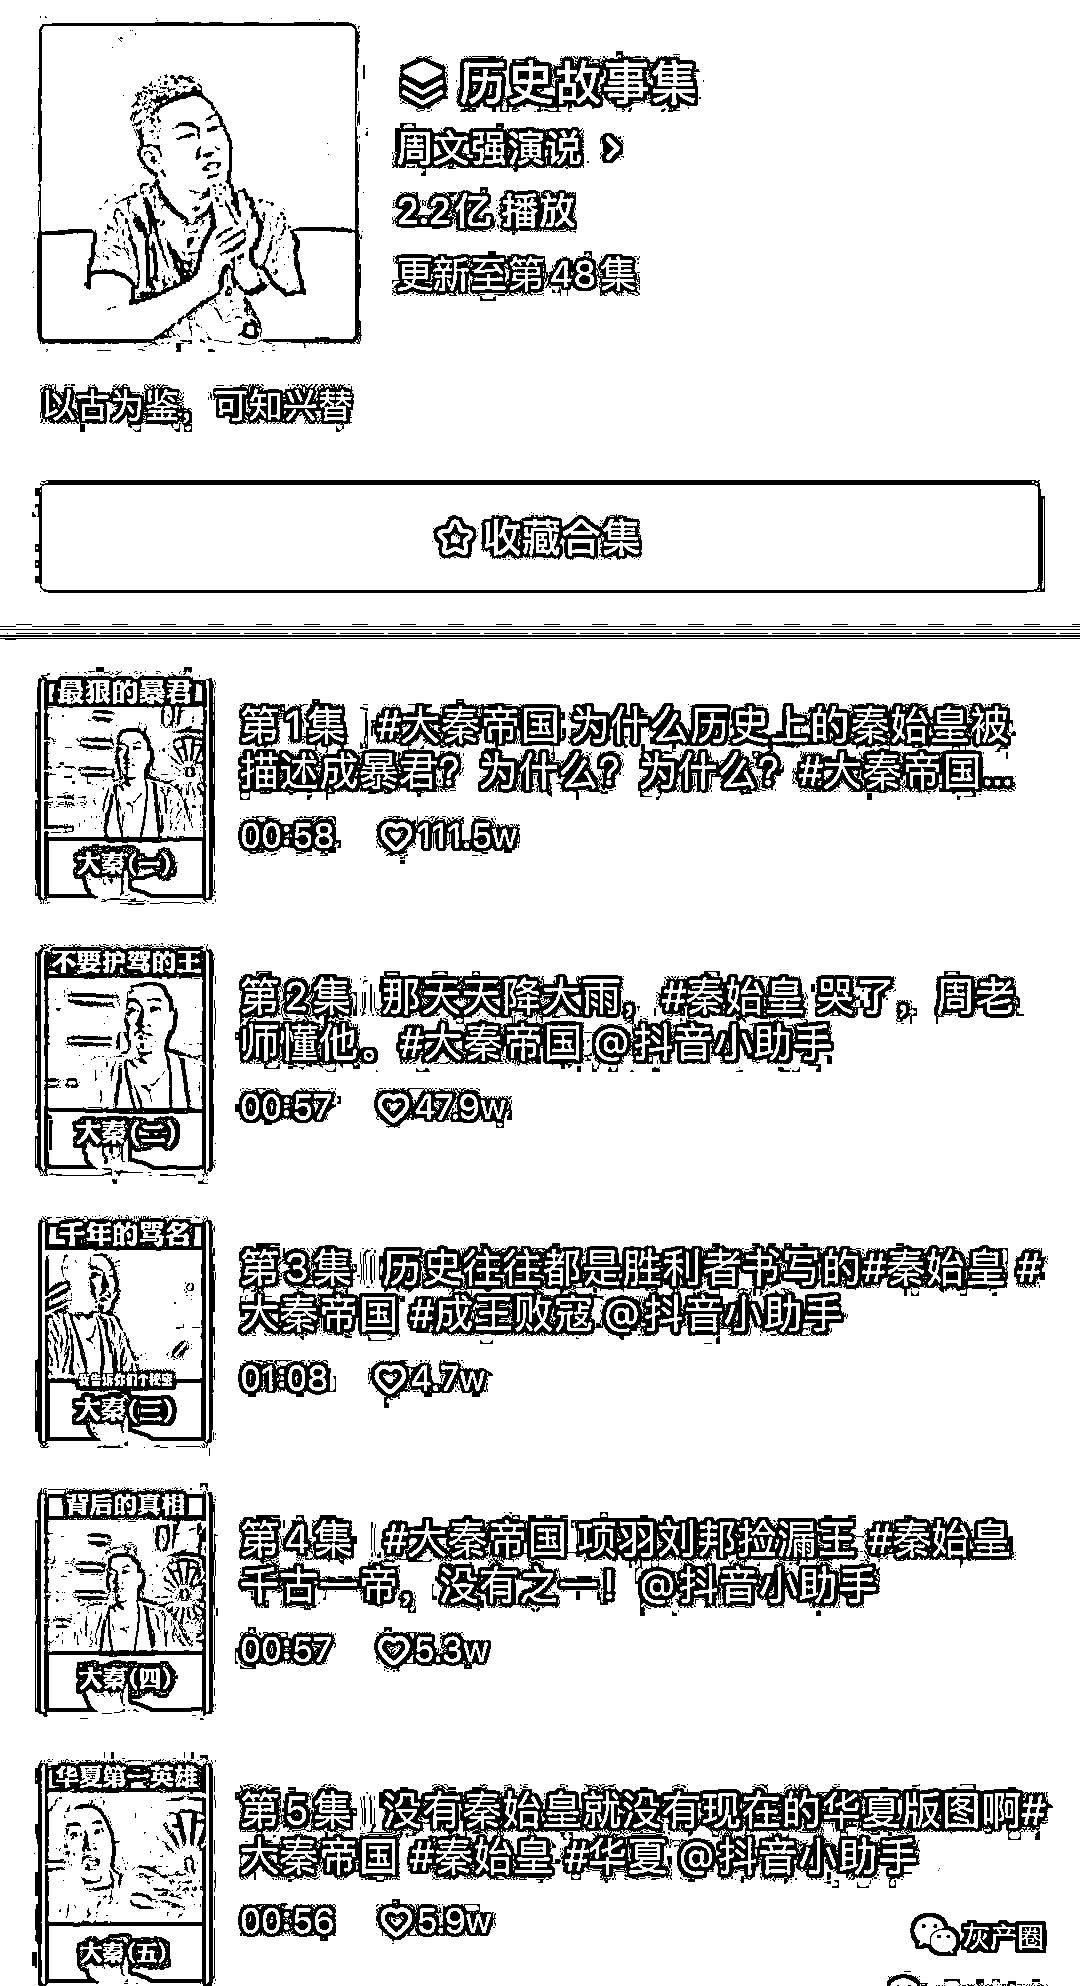 历史故事集
周文强演说
2.2亿 播放
更新至第48集
以古为鉴，可知兴替
收藏合集
最狠的暴君
大秦(一)
第1集 | #大秦帝国 为什么历史上的秦始皇被
描述成暴君？为什么？为什么？#大秦帝国...
00:58 111.5w
不要护驾的王
大秦(二)
第2集 | 那天天降大雨，#秦始皇 哭了，周老
师懂他。#大秦帝国 @抖音小助手
00:57 47.9w
千年的骂名
我告诉你们个秘密
大秦(三)
第3集 | 历史往往都是胜利者书写的#秦始皇 #
大秦帝国 #成王败寇 @抖音小助手
01:08 4.7w
背后的真相
大秦(四)
第4集 | #大秦帝国 项羽刘邦捡漏王 #秦始皇
千古一帝，没有之一！@抖音小助手
00:57 5.3w
华夏第一英雄
大秦(五)
第5集 | 没有秦始皇就没有现在的华夏版图啊#
大秦帝国 #秦始皇 #华夏 @抖音小助手
00:56 5.9w
灰产圈